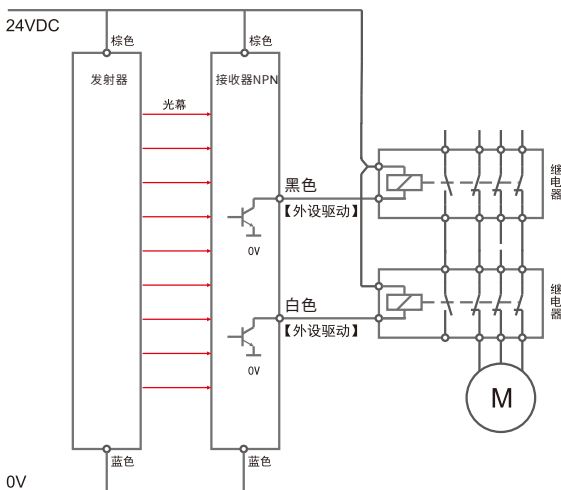 24VDC
棕色
棕色
发射器
接收器NPN
光幕
黑色
【外设驱动】
0V
继电器
白色
【外设驱动】
0V
继电器
M
蓝色
蓝色
0V